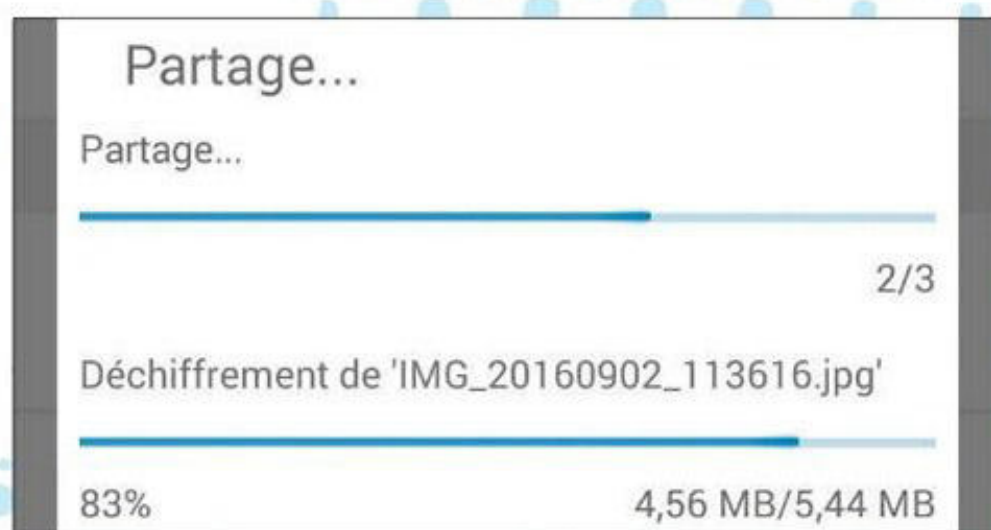 Partage...
Partage...
2/3
Déchiffrement de 'IMG_20160902_113616.jpg'
83% 4,56 MB/5,44 MB